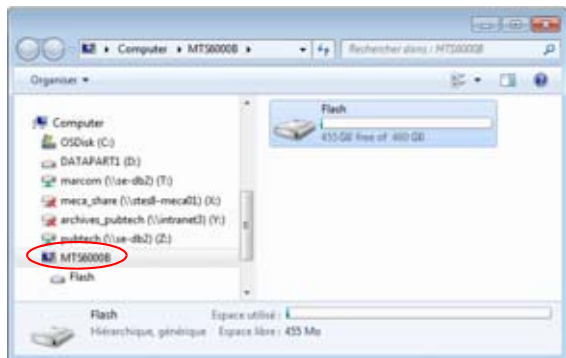 Computer ▸ MTS6000B ▸
Rechercher dans : MTS6000B
Organiser
Computer
OSDisk (C:)
DATAPART1 (D:)
marcom (\\se-db2) (T:)
meca_share (\\stes8-meca01) (X:)
archives_pubtech (\\intranet3) (Y:)
pubtech (\\se-db2) (Z:)
MTS6000B
Flash
Flash
455 GB free of 460 GB
Flash
Espace utilisé :
Hiérarchique, générique
Espace libre : 455 Mo